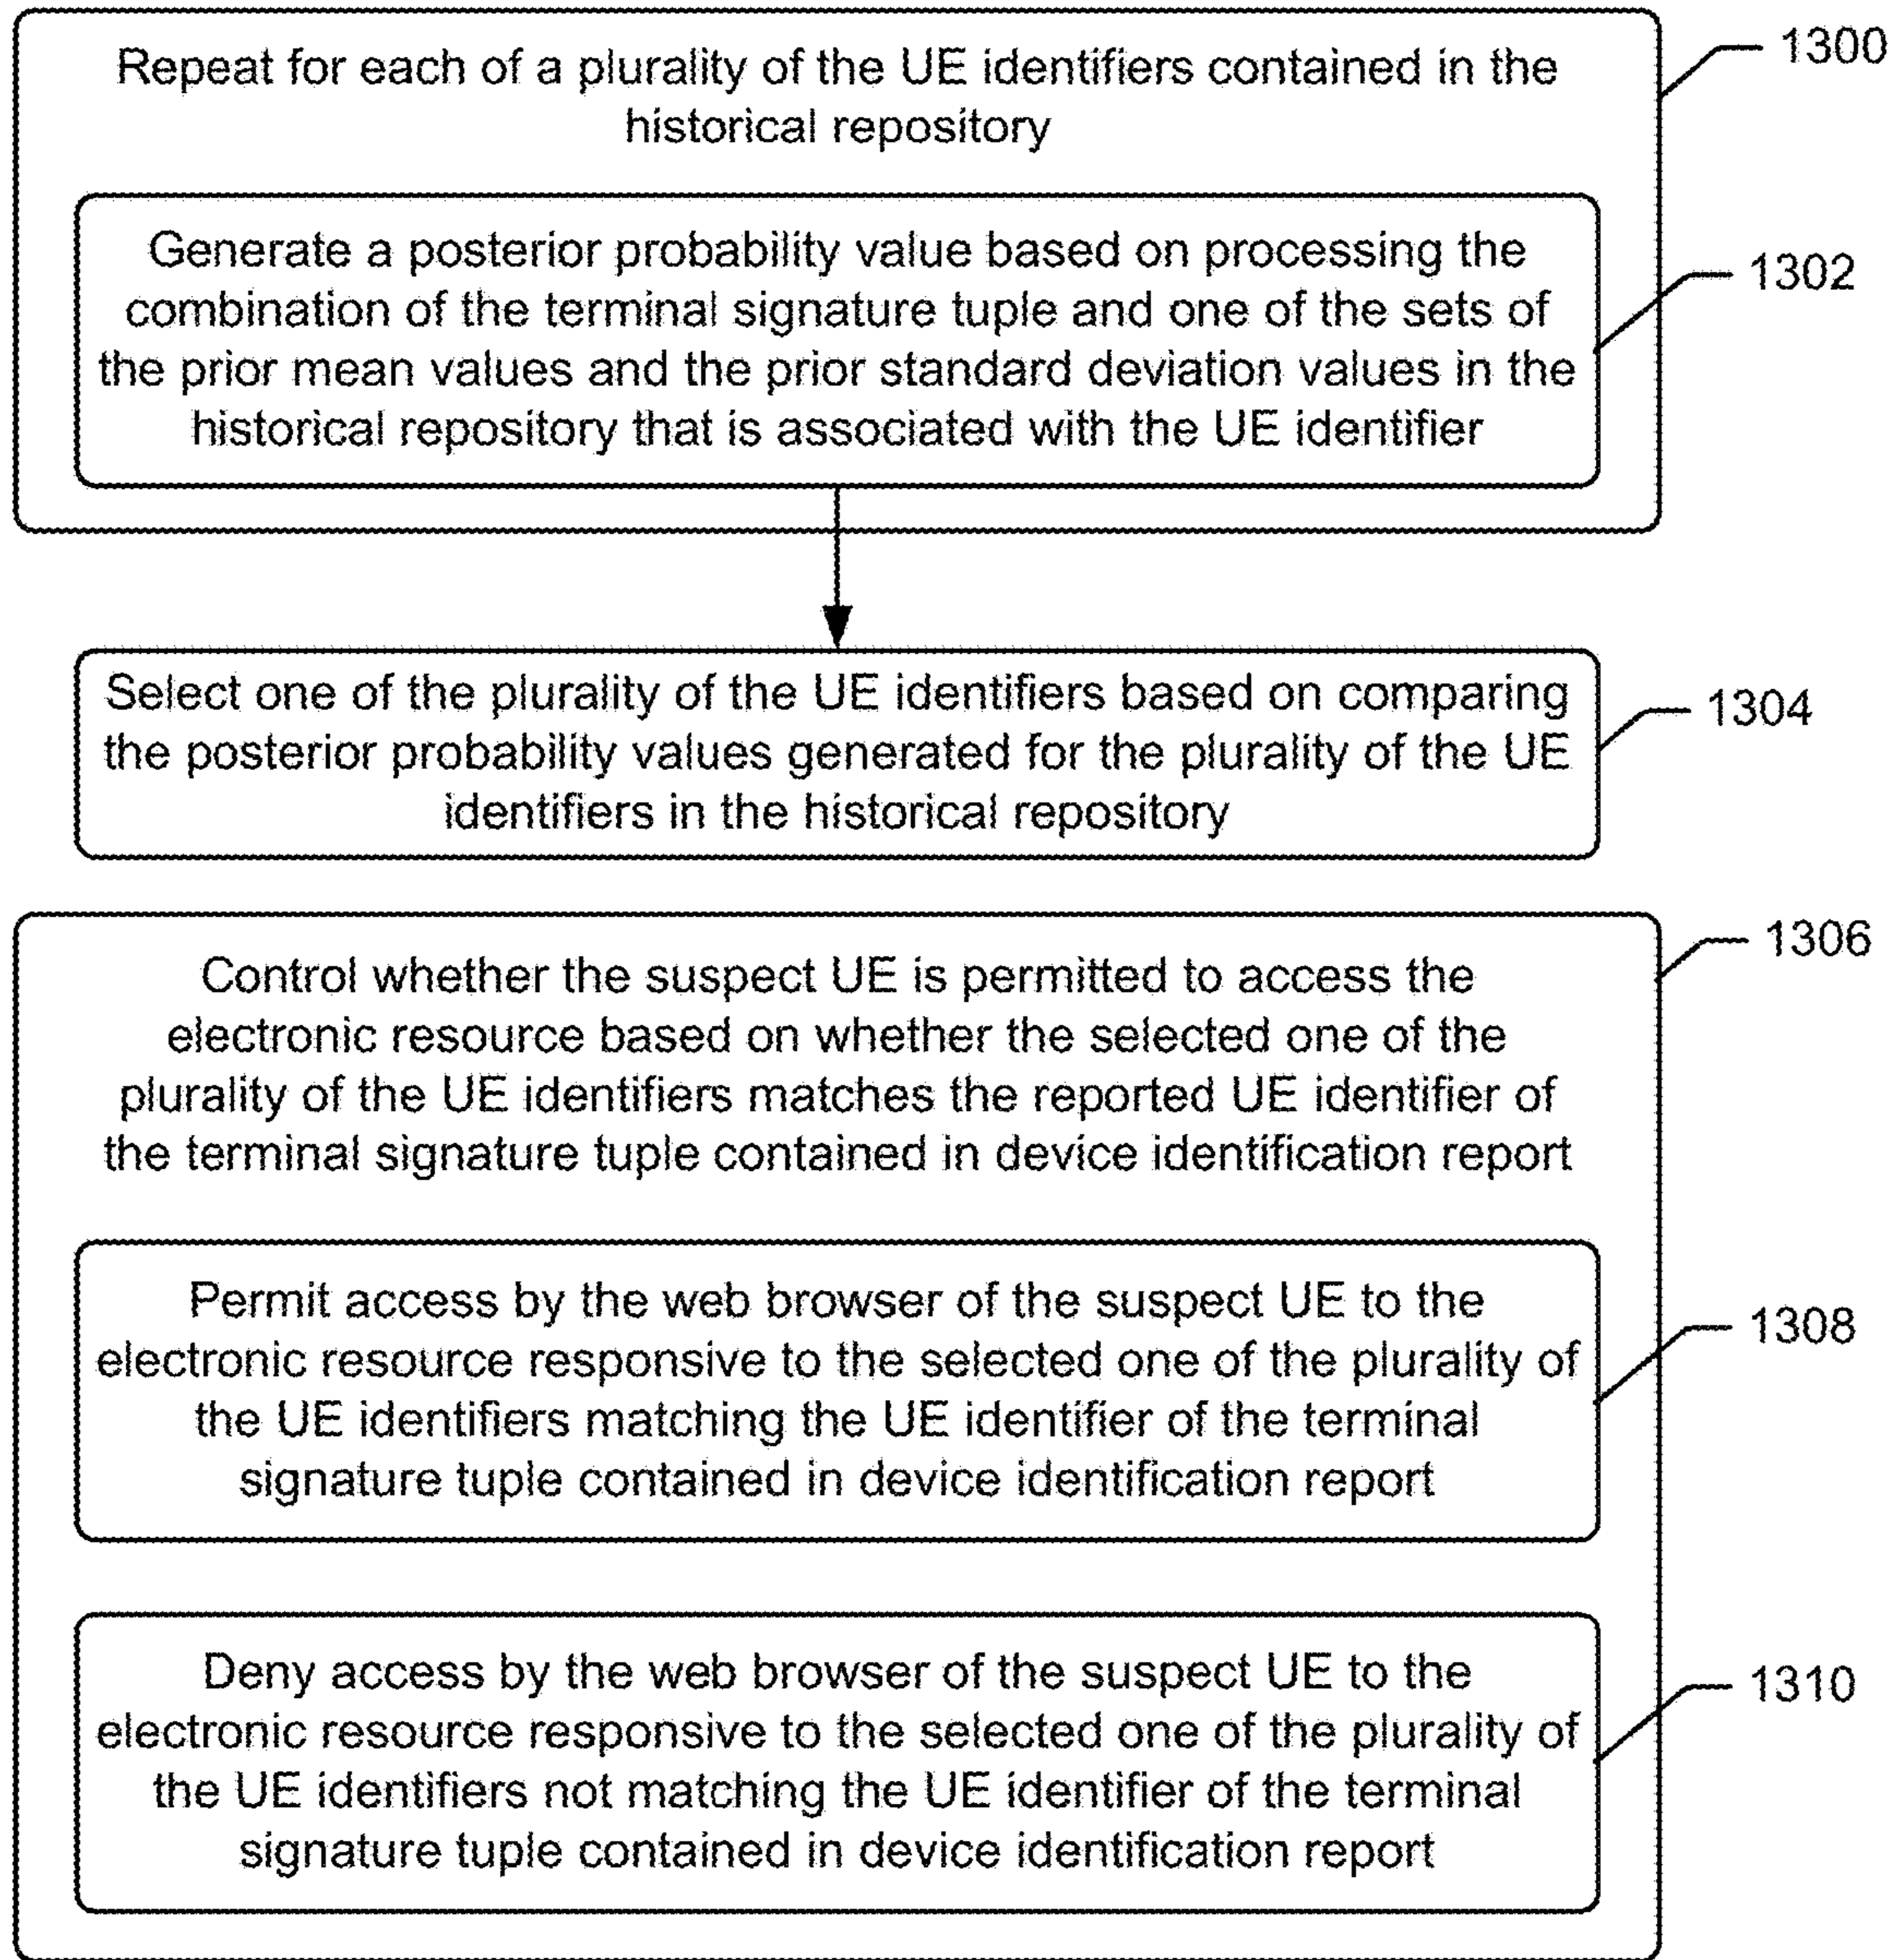 Repeat for each of a plurality of the UE identifiers contained in the
historical repository
1300
Generate a posterior probability value based on processing the
combination of the terminal signature tuple and one of the sets of
the prior mean values and the prior standard deviation values in the
historical repository that is associated with the UE identifier
1302
Select one of the plurality of the UE identifiers based on comparing
the posterior probability values generated for the plurality of the UE
identifiers in the historical repository
1304
Control whether the suspect UE is permitted to access the
electronic resource based on whether the selected one of the
plurality of the UE identifiers matches the reported UE identifier of
the terminal signature tuple contained in device identification report
1306
Permit access by the web browser of the suspect UE to the
electronic resource responsive to the selected one of the plurality of
the UE identifiers matching the UE identifier of the terminal
signature tuple contained in device identification report
1308
Deny access by the web browser of the suspect UE to the
electronic resource responsive to the selected one of the plurality of
the UE identifiers not matching the UE identifier of the terminal
signature tuple contained in device identification report
1310